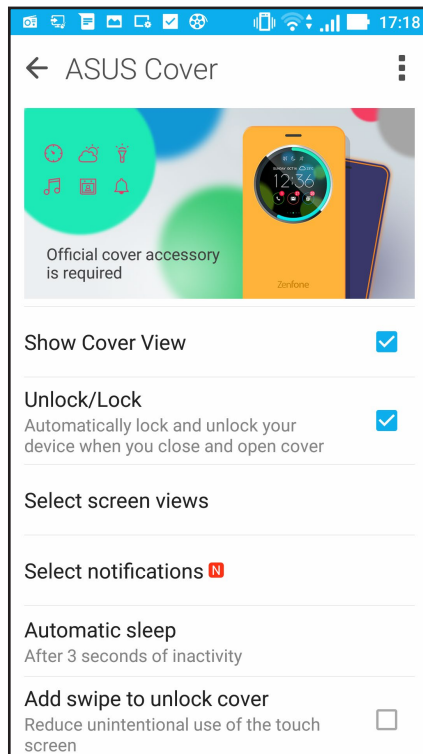 17:18
ASUS Cover
SUNDAY OCT14
12:36
Official cover accessory
is required
Zenfone
Show Cover View
Unlock/Lock
Automatically lock and unlock your
device when you close and open cover
Select screen views
Select notifications N
Automatic sleep
After 3 seconds of inactivity
Add swipe to unlock cover
Reduce unintentional use of the touch
screen